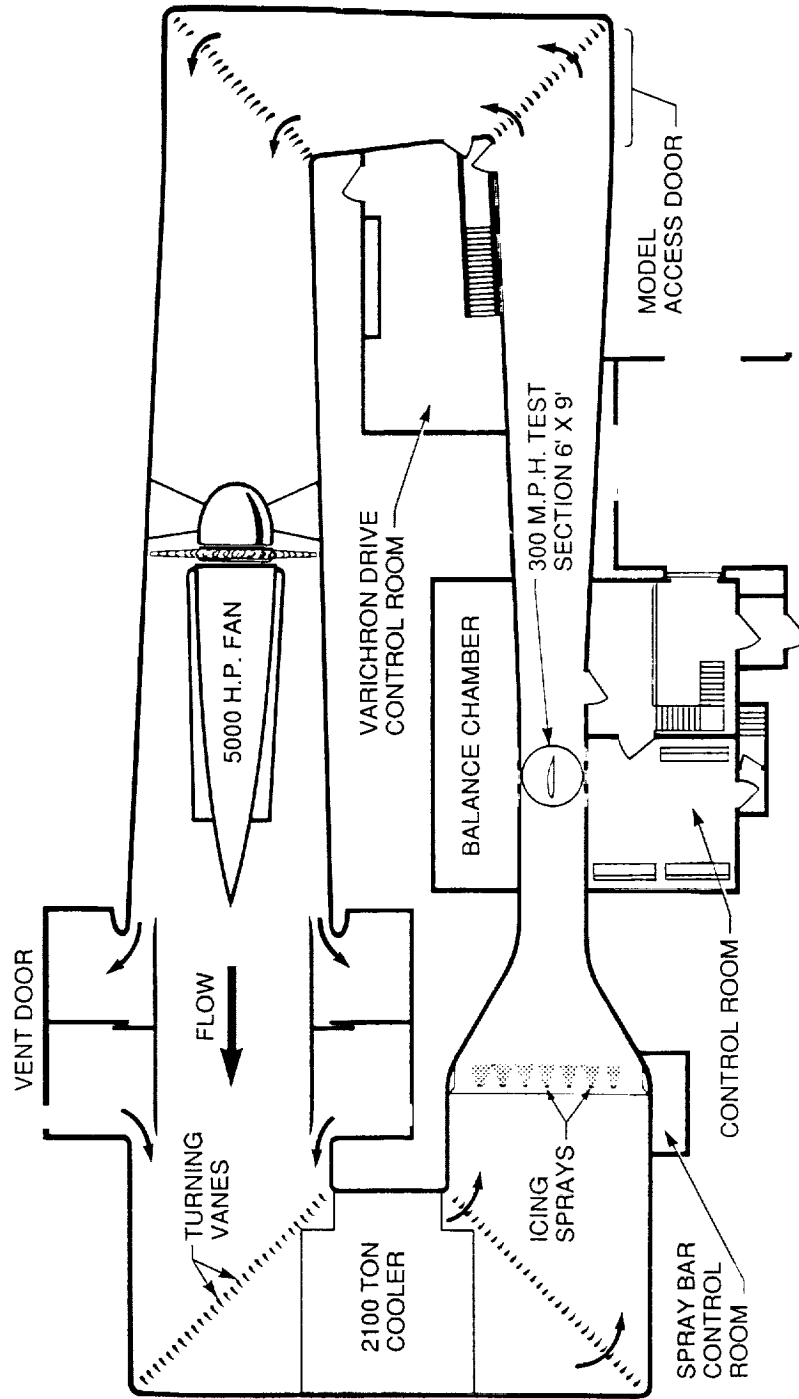 VENT DOOR
FLOW
5000 H.P. FAN
TURNING
VANES
2100 TON
COOLER
VARICHRON DRIVE
CONTROL ROOM
BALANCE CHAMBER
300 M.P.H. TEST
SECTION 6' X 9'
ICING
SPRAYS
SPRAY BAR
CONTROL
ROOM
CONTROL ROOM
MODEL
ACCESS DOOR